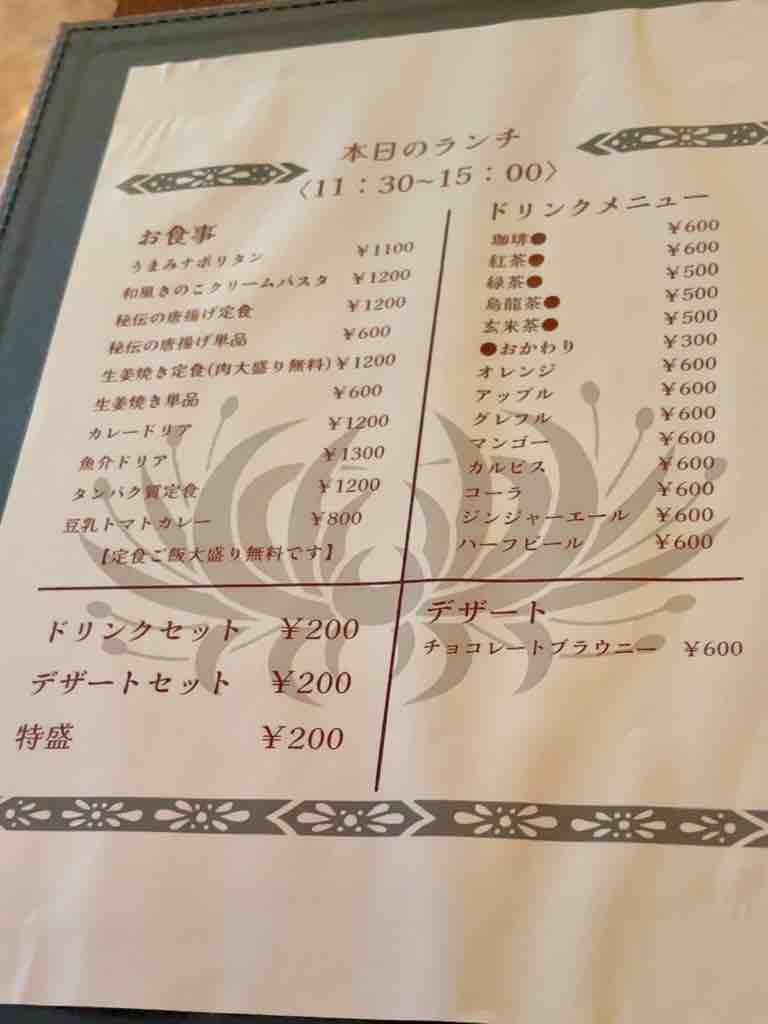 本日のランチ
〈11：30~15：00〉
お食事
うまみナポリタン ￥1100
和風きのこクリームパスタ ￥1200
秘伝の唐揚げ定食 ￥1200
秘伝の唐揚げ単品 ￥600
生姜焼き定食(肉大盛り無料) ￥1200
生姜焼き単品 ￥600
カレードリア ￥1200
魚介ドリア ￥1300
タンパク質定食 ￥1200
豆乳トマトカレー ￥800
【定食ご飯大盛り無料です】
ドリンクメニュー
珈琲● ￥600
紅茶● ￥600
緑茶● ￥500
烏龍茶● ￥500
玄米茶● ￥500
●おかわり ￥300
オレンジ ￥600
アップル ￥600
グレフル ￥600
マンゴー ￥600
カルピス ￥600
コーラ ￥600
ジンジャーエール ￥600
ハーフビール ￥600
ドリンクセット ￥200
デザートセット ￥200
特盛 ￥200
デザート
チョコレートブラウニー ￥600